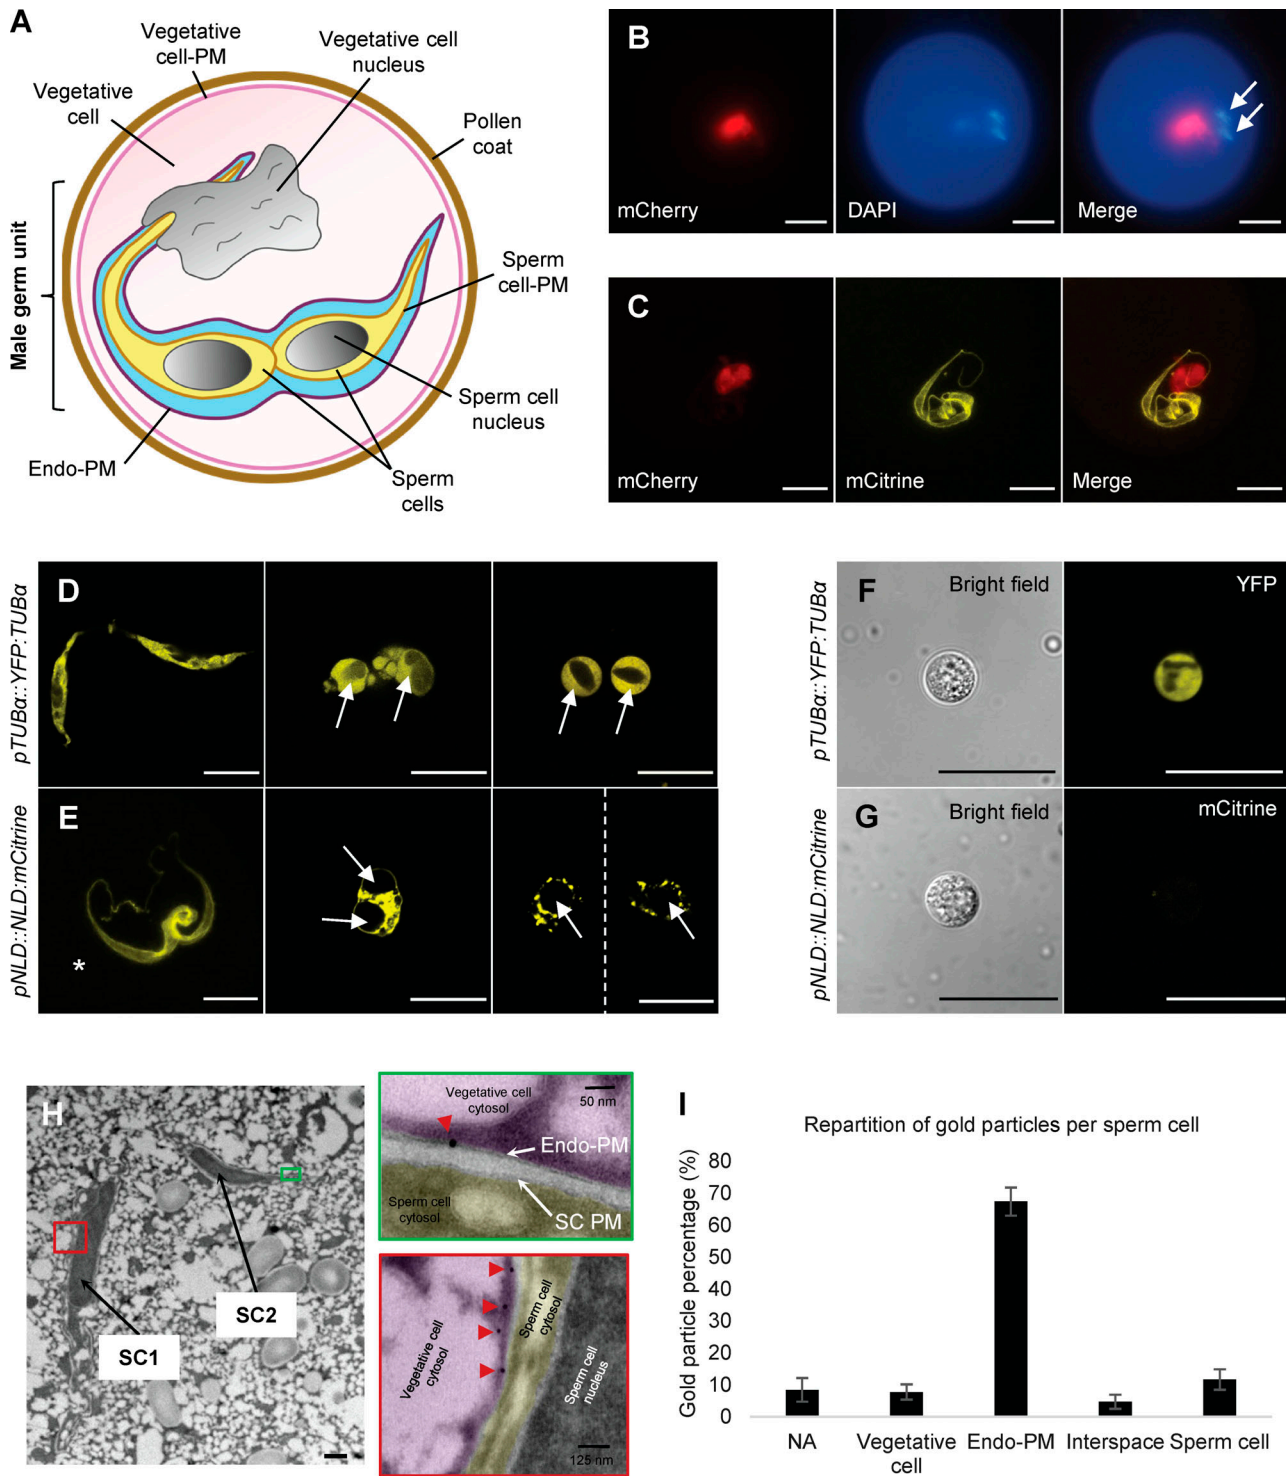 A
Vegetative
cell-PM
Vegetative cell
nucleus
Vegetative
cell
Pollen
coat
Male germ unit
Sperm
cell-PM
Sperm cell
nucleus
Endo-PM
Sperm
cells
B
mCherry
DAPI
Merge
C
mCherry
mCitrine
Merge
pTUBα::YFP:TUBα
D
pNLD::NLD:mCitrine
E
*
pTUBα::YFP:TUBα
F
Bright field
YFP
pNLD::NLD:mCitrine
G
Bright field
mCitrine
H
SC2
SC1
Vegetative cell
cytosol
50 nm
Endo-PM
Sperm cell
cytosol
SC PM
Vegetative cell
cytosol
Sperm cell
cytosol
Sperm cell
nucleus
125 nm
I
Repartition of gold particles per sperm cell
Gold particle percentage (%)
80
70
60
50
40
30
20
10
0
NA
Vegetative
cell
Endo-PM
Interspace
Sperm cell